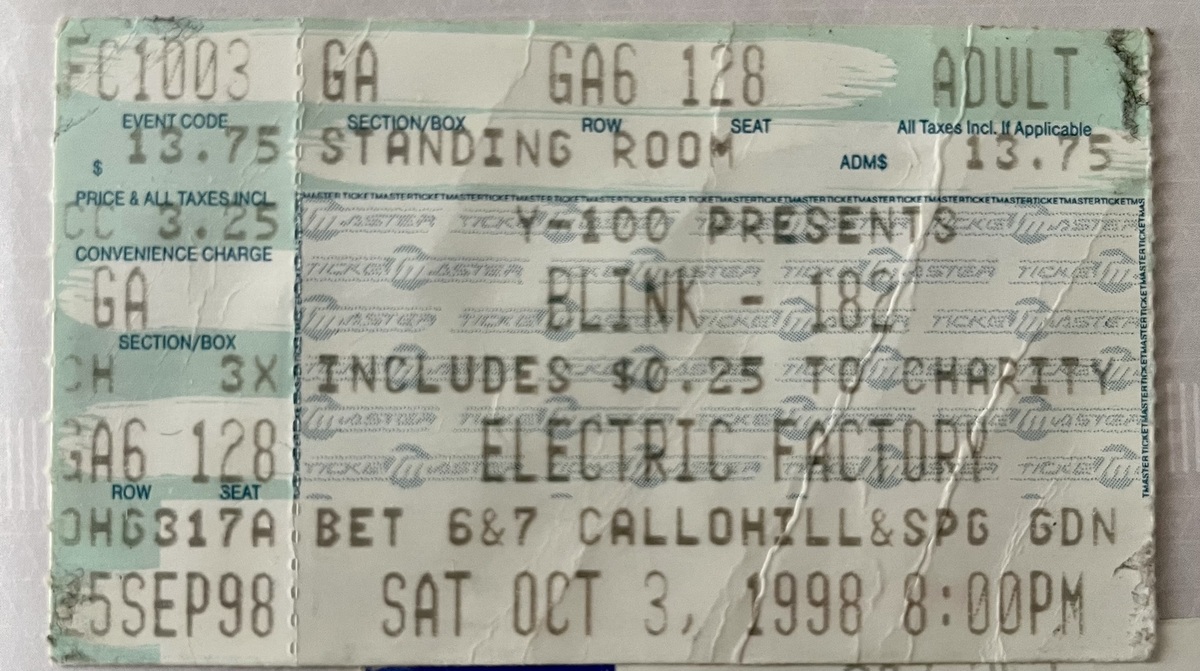 FC1003 GA GA6 128 ADULT
EVENT CODE SECTION/BOX ROW SEAT All Taxes Incl. If Applicable
$ 13.75 STANDING ROOM ADM$ 13.75
PRICE & ALL TAXES INCL
CC 3.25 Y-100 PRESENTS
CONVENIENCE CHARGE
GA BLINK - 182
SECTION/BOX
CH 3X INCLUDES $0.25 TO CHARITY
GA6 128 ELECTRIC FACTORY
ROW SEAT
OHG317A BET 6&7 CALLOHILL&SPG GDN
5SEP98 SAT OCT 3, 1998 8:00PM
TICKETMASTER